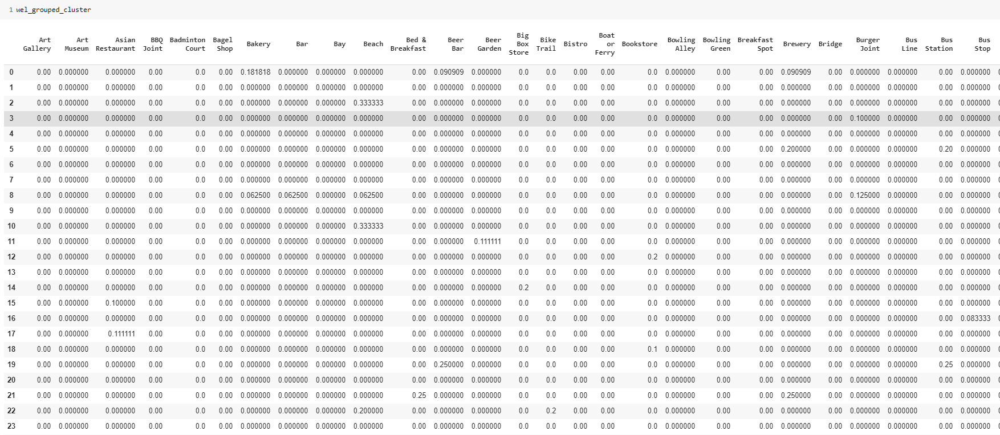 1 wel_grouped_cluster
Art Gallery Art Museum Asian Restaurant BBQ Joint Badminton Court Bagel Shop Bakery Bar Bay Beach Bed & Breakfast Beer Bar Beer Garden Big Box Store Bike Trail Bistro Boat or Ferry Bookstore Bowling Alley Bowling Green Breakfast Spot Brewery Bridge Burger Joint Bus Line Bus Station Bus Stop
0 0.00 0.000000 0.000000 0.00 0.0 0.00 0.181818 0.000000 0.000000 0.000000 0.00 0.090909 0.000000 0.0 0.0 0.00 0.00 0.0 0.000000 0.00 0.00 0.090909 0.00 0.000000 0.000000 0.00 0.000000
1 0.00 0.000000 0.000000 0.00 0.0 0.00 0.000000 0.000000 0.000000 0.000000 0.00 0.000000 0.000000 0.0 0.0 0.00 0.00 0.0 0.000000 0.00 0.00 0.000000 0.00 0.000000 0.000000 0.00 0.000000
2 0.00 0.000000 0.000000 0.00 0.0 0.00 0.000000 0.000000 0.000000 0.333333 0.00 0.000000 0.000000 0.0 0.0 0.00 0.00 0.0 0.000000 0.00 0.00 0.000000 0.00 0.000000 0.000000 0.00 0.000000
3 0.00 0.000000 0.000000 0.00 0.0 0.00 0.000000 0.000000 0.000000 0.000000 0.00 0.000000 0.000000 0.0 0.0 0.00 0.00 0.0 0.000000 0.00 0.00 0.000000 0.00 0.100000 0.000000 0.00 0.000000
4 0.00 0.000000 0.000000 0.00 0.0 0.00 0.000000 0.000000 0.000000 0.000000 0.00 0.000000 0.000000 0.0 0.0 0.00 0.00 0.0 0.000000 0.00 0.00 0.000000 0.00 0.000000 0.000000 0.00 0.000000
5 0.00 0.000000 0.000000 0.00 0.0 0.00 0.000000 0.000000 0.000000 0.000000 0.00 0.000000 0.000000 0.0 0.0 0.00 0.00 0.0 0.000000 0.00 0.00 0.200000 0.00 0.000000 0.000000 0.20 0.000000
6 0.00 0.000000 0.000000 0.00 0.0 0.00 0.000000 0.000000 0.000000 0.000000 0.00 0.000000 0.000000 0.0 0.0 0.00 0.00 0.0 0.000000 0.00 0.00 0.000000 0.00 0.000000 0.000000 0.00 0.000000
7 0.00 0.000000 0.000000 0.00 0.0 0.00 0.000000 0.000000 0.000000 0.000000 0.00 0.000000 0.000000 0.0 0.0 0.00 0.00 0.0 0.000000 0.00 0.00 0.000000 0.00 0.000000 0.000000 0.00 0.000000
8 0.00 0.000000 0.000000 0.00 0.0 0.00 0.062500 0.062500 0.000000 0.062500 0.00 0.000000 0.000000 0.0 0.0 0.00 0.00 0.0 0.000000 0.00 0.00 0.000000 0.00 0.125000 0.000000 0.00 0.000000
9 0.00 0.000000 0.000000 0.00 0.0 0.00 0.000000 0.000000 0.000000 0.000000 0.00 0.000000 0.000000 0.0 0.0 0.00 0.00 0.0 0.000000 0.00 0.00 0.000000 0.00 0.000000 0.000000 0.00 0.000000
10 0.00 0.000000 0.000000 0.00 0.0 0.00 0.000000 0.000000 0.000000 0.333333 0.00 0.000000 0.000000 0.0 0.0 0.00 0.00 0.0 0.000000 0.00 0.00 0.000000 0.00 0.000000 0.000000 0.00 0.000000
11 0.00 0.000000 0.000000 0.00 0.0 0.00 0.000000 0.000000 0.000000 0.000000 0.00 0.000000 0.111111 0.0 0.0 0.00 0.00 0.0 0.000000 0.00 0.00 0.000000 0.00 0.000000 0.000000 0.00 0.000000
12 0.00 0.000000 0.000000 0.00 0.0 0.00 0.000000 0.000000 0.000000 0.000000 0.00 0.000000 0.000000 0.0 0.0 0.00 0.00 0.2 0.000000 0.00 0.00 0.000000 0.00 0.000000 0.000000 0.00 0.000000
13 0.00 0.000000 0.000000 0.00 0.0 0.00 0.000000 0.000000 0.000000 0.000000 0.00 0.000000 0.000000 0.0 0.0 0.00 0.00 0.0 0.000000 0.00 0.00 0.000000 0.00 0.000000 0.000000 0.00 0.000000
14 0.00 0.000000 0.000000 0.00 0.0 0.00 0.000000 0.000000 0.000000 0.000000 0.00 0.000000 0.000000 0.2 0.0 0.00 0.00 0.0 0.000000 0.00 0.00 0.000000 0.00 0.000000 0.000000 0.00 0.000000
15 0.00 0.000000 0.100000 0.00 0.0 0.00 0.000000 0.000000 0.000000 0.000000 0.00 0.000000 0.000000 0.0 0.0 0.00 0.00 0.0 0.000000 0.00 0.00 0.000000 0.00 0.000000 0.000000 0.00 0.000000
16 0.00 0.000000 0.000000 0.00 0.0 0.00 0.000000 0.000000 0.000000 0.000000 0.00 0.000000 0.000000 0.0 0.0 0.00 0.00 0.0 0.000000 0.00 0.00 0.000000 0.00 0.000000 0.000000 0.00 0.083333
17 0.00 0.000000 0.111111 0.00 0.0 0.00 0.000000 0.000000 0.000000 0.000000 0.00 0.000000 0.000000 0.0 0.0 0.00 0.00 0.0 0.000000 0.00 0.00 0.000000 0.00 0.000000 0.000000 0.00 0.000000
18 0.00 0.000000 0.000000 0.00 0.0 0.00 0.000000 0.000000 0.000000 0.000000 0.00 0.000000 0.000000 0.0 0.0 0.00 0.00 0.1 0.000000 0.00 0.00 0.000000 0.00 0.000000 0.000000 0.00 0.000000
19 0.00 0.000000 0.000000 0.00 0.0 0.00 0.000000 0.000000 0.000000 0.000000 0.00 0.250000 0.000000 0.0 0.0 0.00 0.00 0.0 0.000000 0.00 0.00 0.000000 0.00 0.000000 0.000000 0.25 0.000000
20 0.00 0.000000 0.000000 0.00 0.0 0.00 0.000000 0.000000 0.000000 0.000000 0.00 0.000000 0.000000 0.0 0.0 0.00 0.00 0.0 0.000000 0.00 0.00 0.000000 0.00 0.000000 0.000000 0.00 0.000000
21 0.00 0.000000 0.000000 0.00 0.0 0.00 0.000000 0.000000 0.000000 0.000000 0.25 0.000000 0.000000 0.0 0.0 0.00 0.00 0.0 0.000000 0.00 0.00 0.250000 0.00 0.000000 0.000000 0.00 0.000000
22 0.00 0.000000 0.000000 0.00 0.0 0.00 0.000000 0.000000 0.000000 0.200000 0.00 0.000000 0.000000 0.0 0.2 0.00 0.00 0.0 0.000000 0.00 0.00 0.000000 0.00 0.000000 0.000000 0.00 0.000000
23 0.00 0.000000 0.000000 0.00 0.0 0.00 0.000000 0.000000 0.000000 0.000000 0.00 0.000000 0.000000 0.0 0.0 0.00 0.00 0.0 0.000000 0.00 0.00 0.000000 0.00 0.000000 0.000000 0.00 0.000000